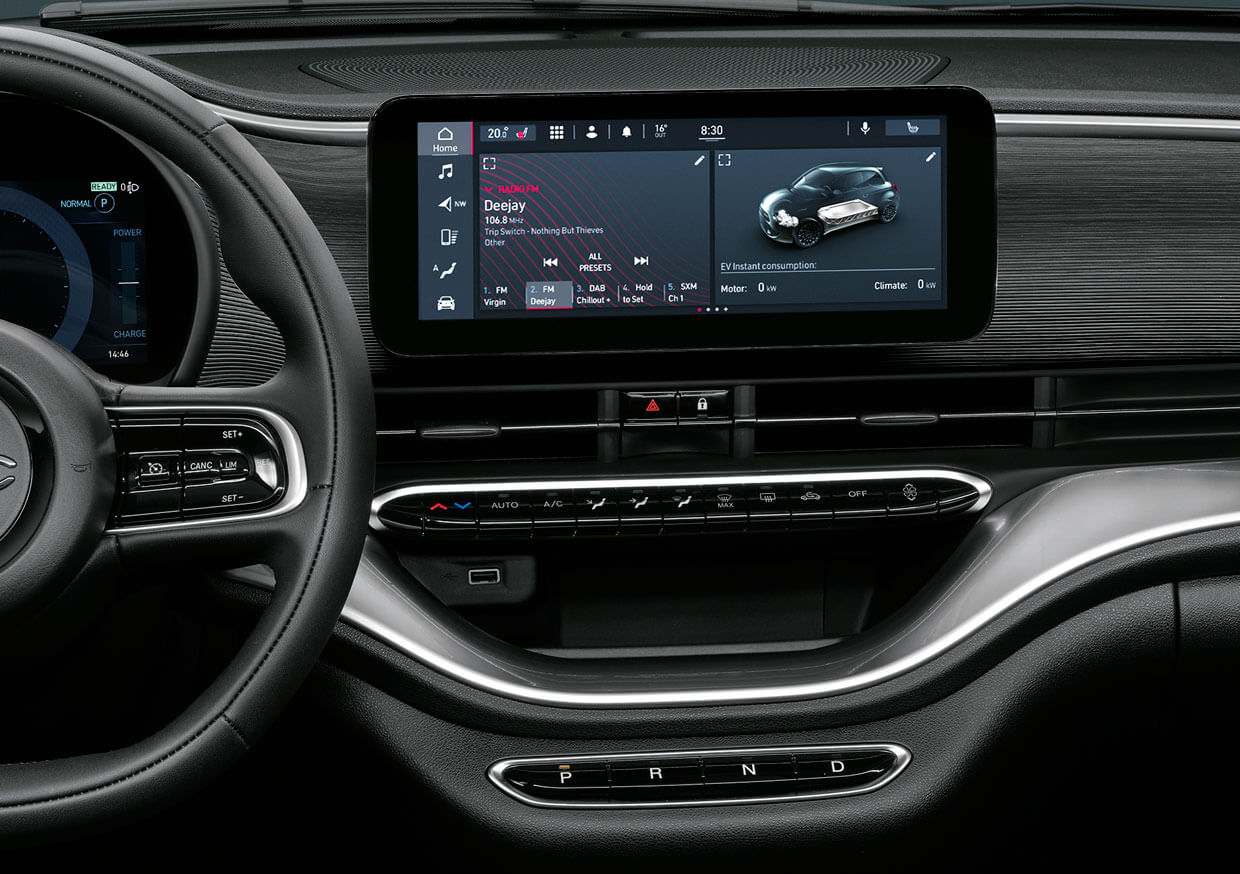 READY 0
NORMAL P
POWER
CHARGE
14:46
SET+
CANC LIM
SET-
Home
20.0° 16° OUT 8:30
NW
A
RADIO FM
Deejay
106.8 MHz
Trip Switch - Nothing But Thieves
Other
ALL
PRESETS
1. FM
Virgin
2. FM
Deejay
3. DAB
Chillout +
4. Hold
to Set
5. SXM
Ch 1
EV Instant consumption:
Motor: 0 kW
Climate: 0 kW
AUTO A/C MAX OFF
P R N D